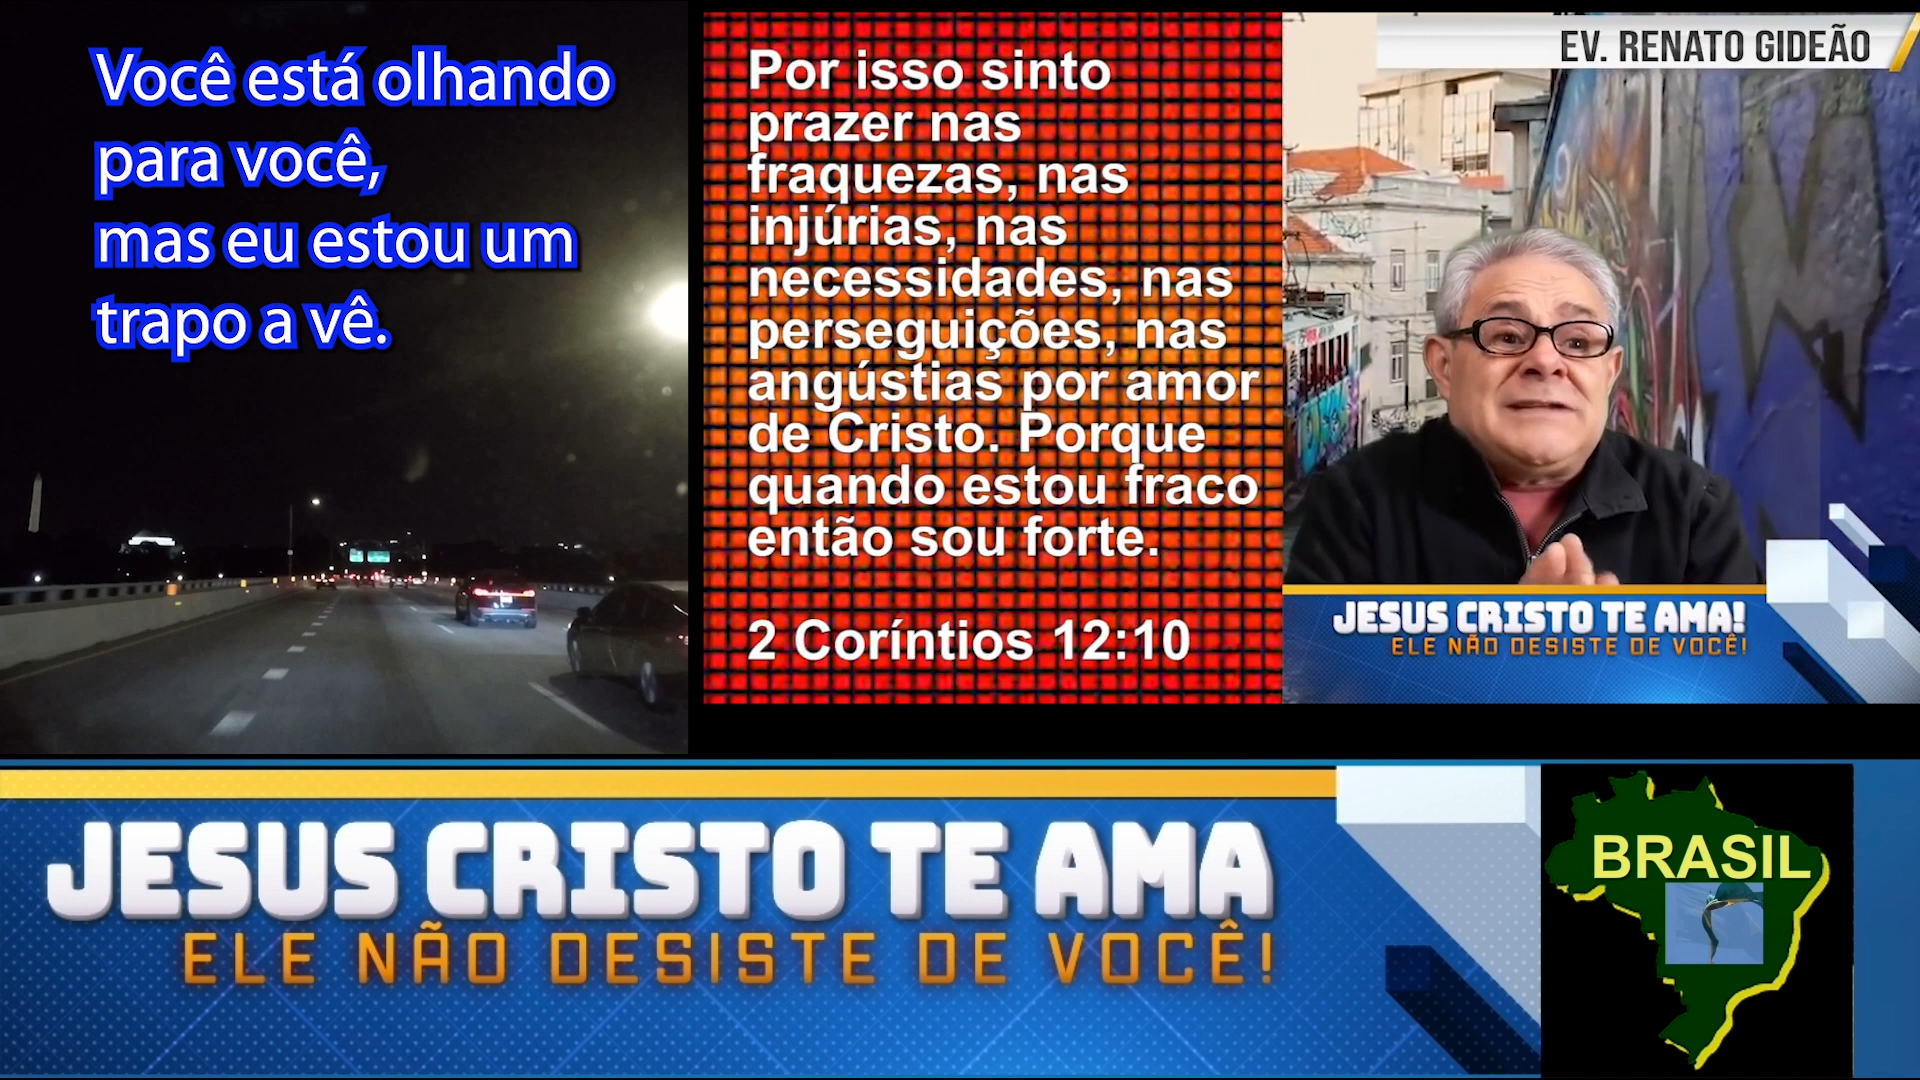 Você está olhando
para você,
mas eu estou um
trapo a vê.
Por isso sinto
prazer nas
fraquezas, nas
injúrias, nas
necessidades, nas
perseguições, nas
angústias por amor
de Cristo. Porque
quando estou fraco
então sou forte.
2 Coríntios 12:10
EV. RENATO GIDEÃO
JESUS CRISTO TE AMA!
ELE NÃO DESISTE DE VOCÊ!
JESUS CRISTO TE AMA
ELE NÃO DESISTE DE VOCÊ!
BRASIL